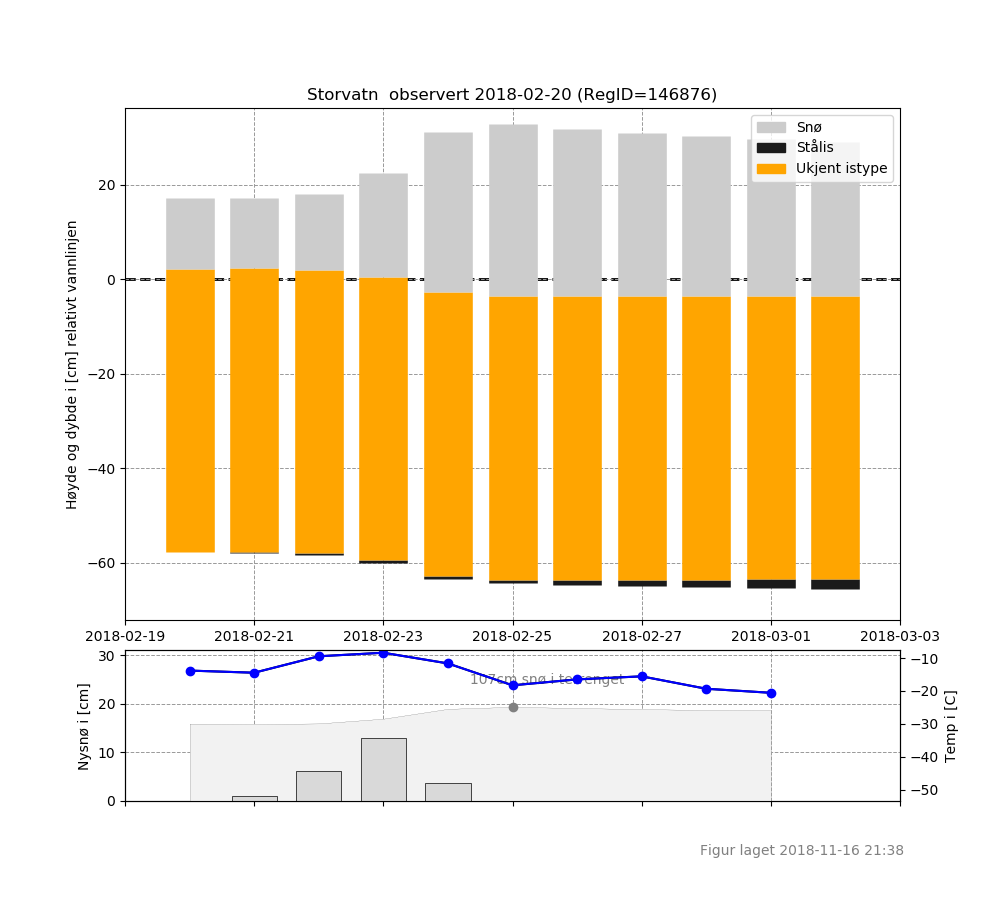 Storvatn  observert 2018-02-20 (RegID=146876)
Snø
Stålis
Ukjent istype
Høyde og dybde i [cm] relativt vannlinjen
20
0
−20
−40
−60
2018-02-19 2018-02-21 2018-02-23 2018-02-25 2018-02-27 2018-03-01 2018-03-03
Nysnø i [cm]
30
20
10
0
107cm snø i terrenget
−10
−20
−30
−40
−50
Temp i [C]
Figur laget 2018-11-16 21:38